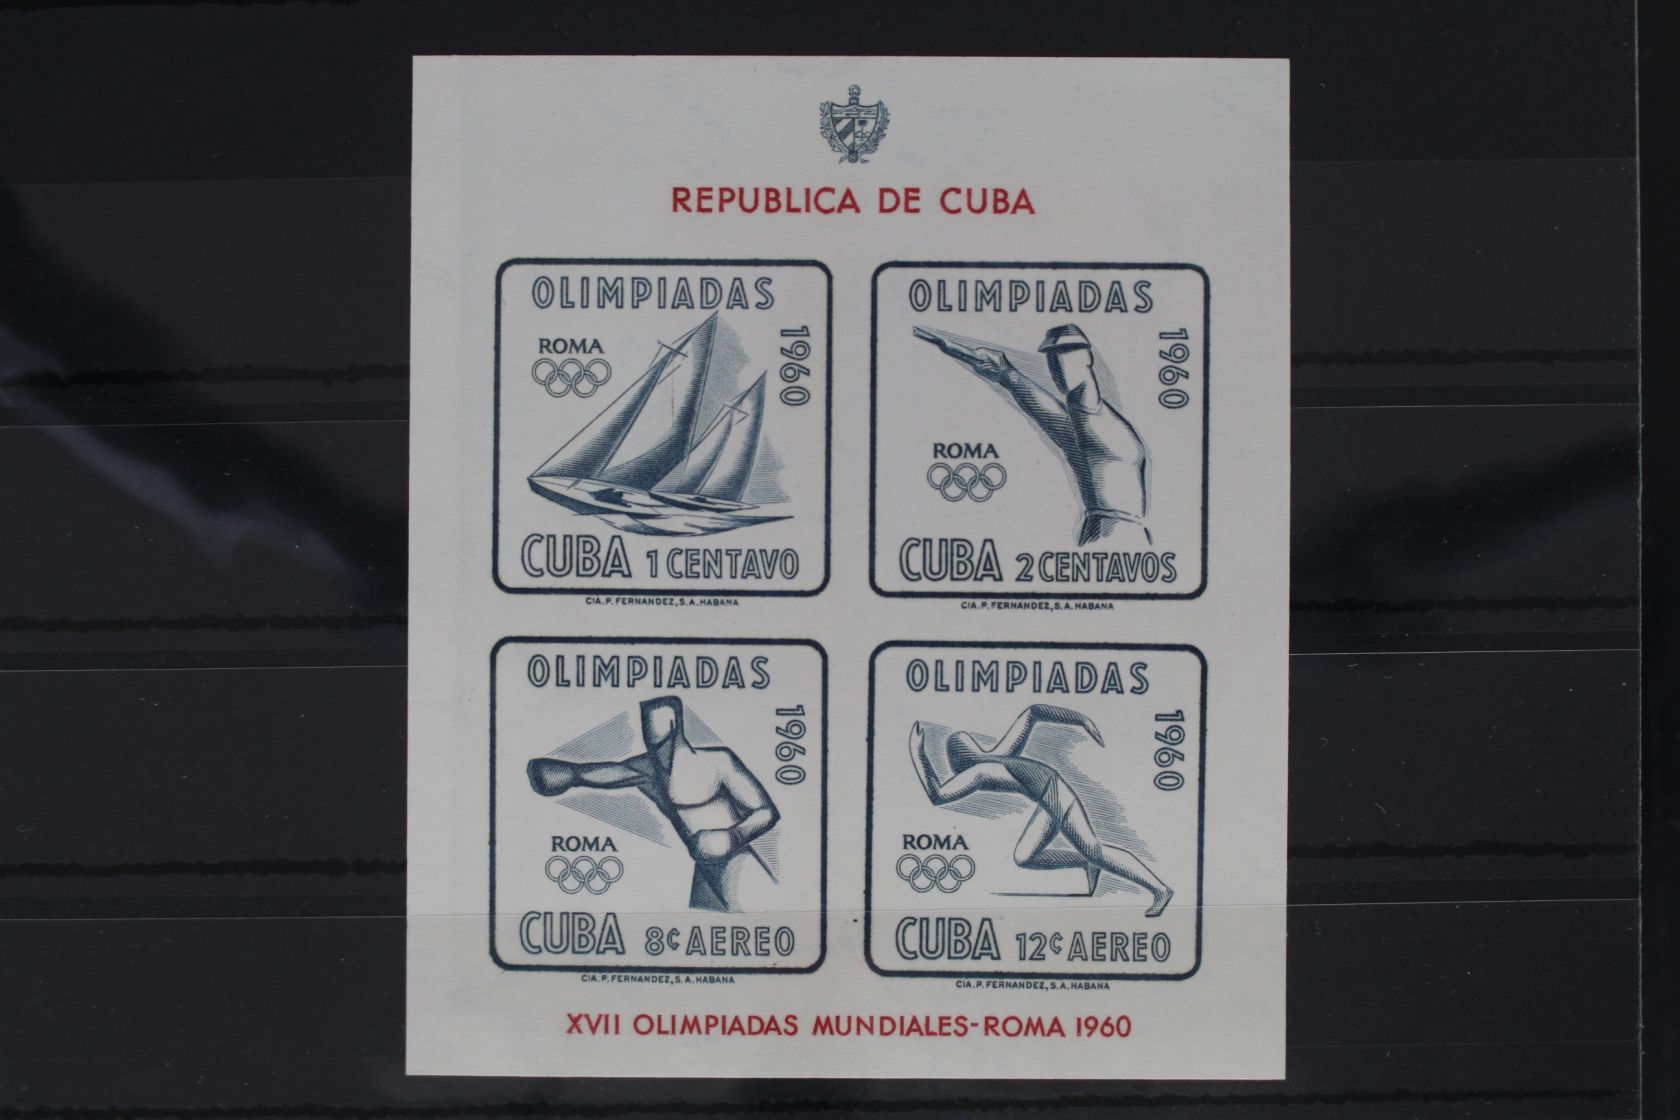 REPUBLICA DE CUBA
OLIMPIADAS
1960
ROMA
CUBA 1 CENTAVO
CIA. P. FERNANDEZ, S. A. HABANA
OLIMPIADAS
1960
ROMA
CUBA 2 CENTAVOS
CIA. P. FERNANDEZ, S. A. HABANA
OLIMPIADAS
1960
ROMA
CUBA 8¢ AEREO
CIA. P. FERNANDEZ, S. A. HABANA
OLIMPIADAS
1960
ROMA
CUBA 12¢ AEREO
CIA. P. FERNANDEZ, S. A. HABANA
XVII OLIMPIADAS MUNDIALES-ROMA 1960